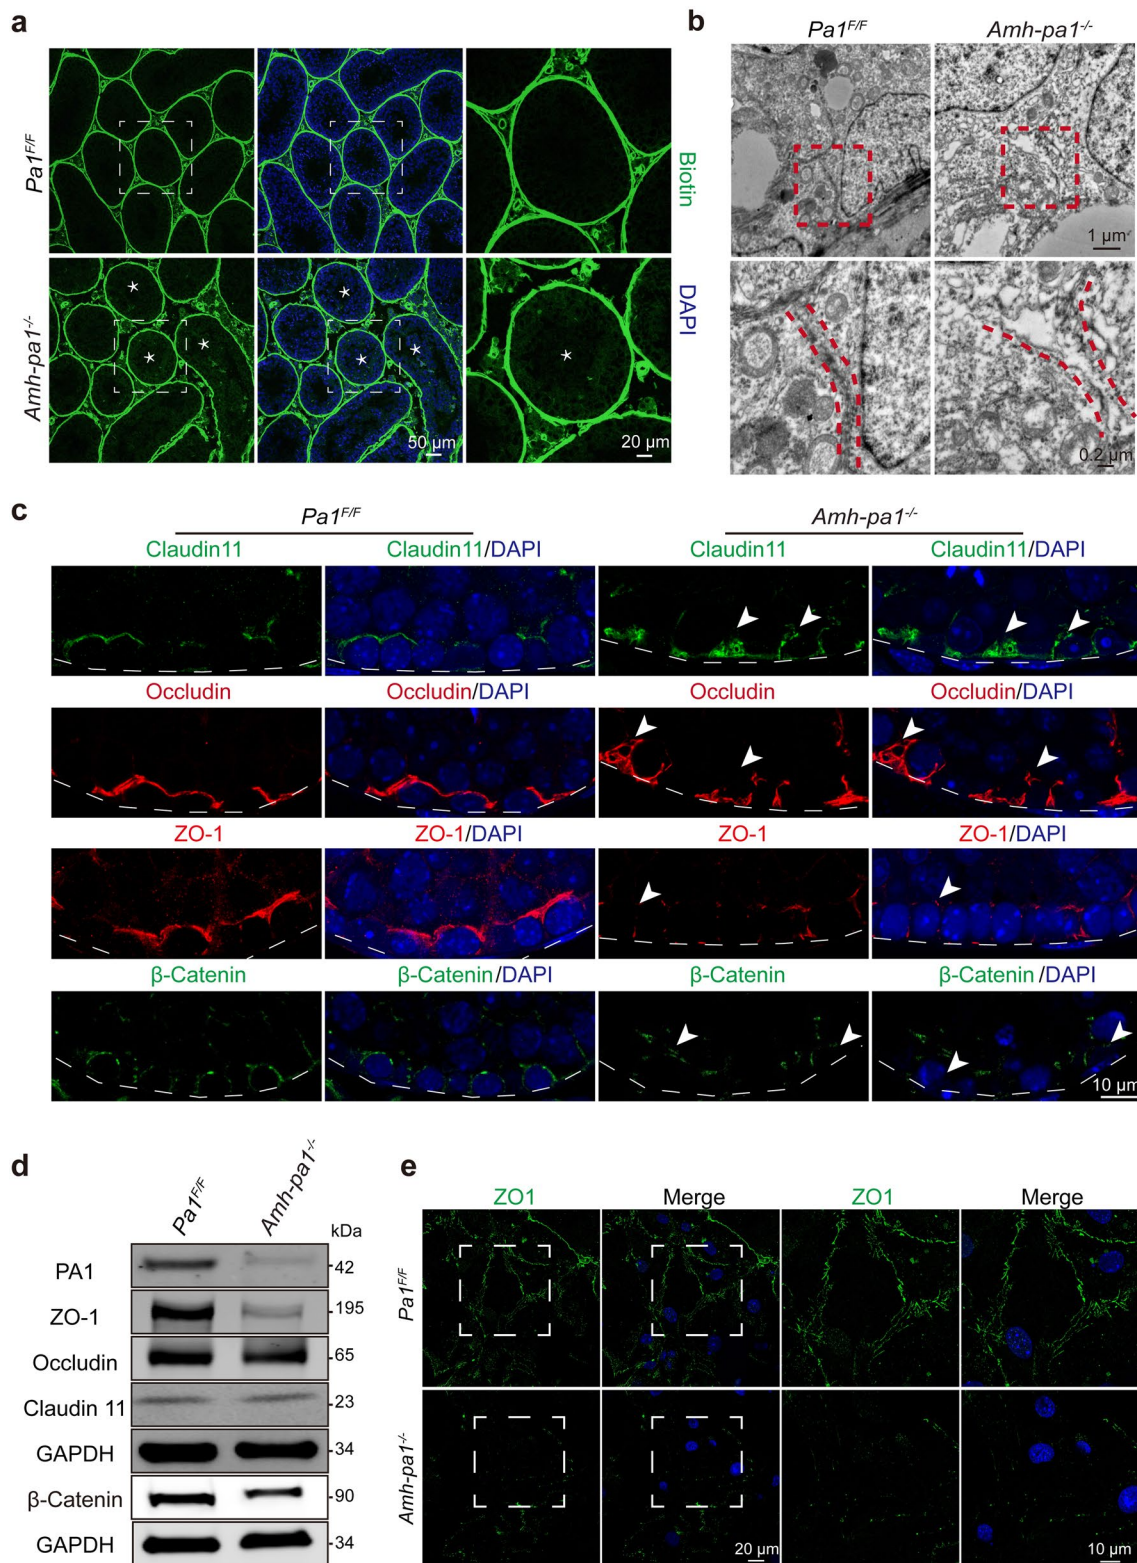 a
Pa1F/F
Amh-pa1-/-
Biotin
DAPI
50 µm
20 µm
b
Pa1F/F Amh-pa1-/-
1 µm
0.2 µm
c
Pa1F/F Amh-pa1-/-
Claudin11 Claudin11/DAPI Claudin11 Claudin11/DAPI
Occludin Occludin/DAPI Occludin Occludin/DAPI
ZO-1 ZO-1/DAPI ZO-1 ZO-1/DAPI
β-Catenin β-Catenin/DAPI β-Catenin β-Catenin/DAPI
10 µm
d
Pa1F/F Amh-pa1-/-
kDa
PA1 42
ZO-1 195
Occludin 65
Claudin 11 23
GAPDH 34
β-Catenin 90
GAPDH 34
e
ZO1 Merge ZO1 Merge
Pa1F/F
Amh-pa1-/-
20 µm
10 µm